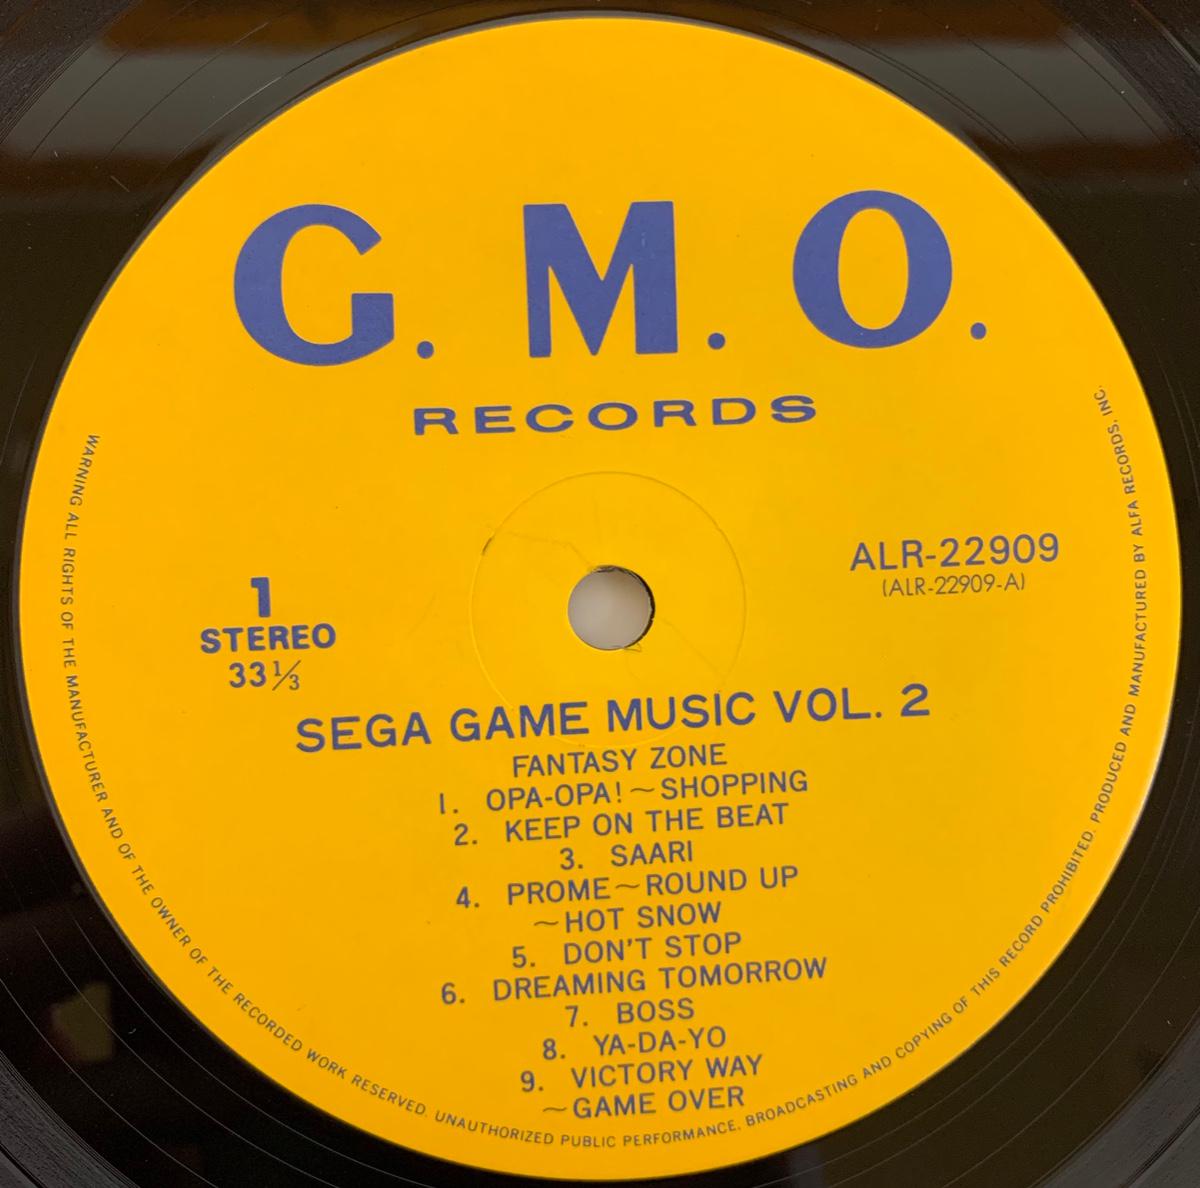 G. M. O.
RECORDS
ALR-22909
(ALR-22909-A)
1
STEREO
33 1/3
SEGA GAME MUSIC VOL. 2
FANTASY ZONE
1. OPA-OPA!~SHOPPING
2. KEEP ON THE BEAT
3. SAARI
4. PROME~ROUND UP
~HOT SNOW
5. DON'T STOP
6. DREAMING TOMORROW
7. BOSS
8. YA-DA-YO
9. VICTORY WAY
~GAME OVER
WARNING ALL RIGHTS OF THE MANUFACTURER AND OF THE OWNER OF THE RECORDED WORK RESERVED. UNAUTHORIZED PUBLIC PERFORMANCE, BROADCASTING AND COPYING OF THIS RECORD PROHIBITED. PRODUCED AND MANUFACTURED BY ALFA RECORDS, INC.